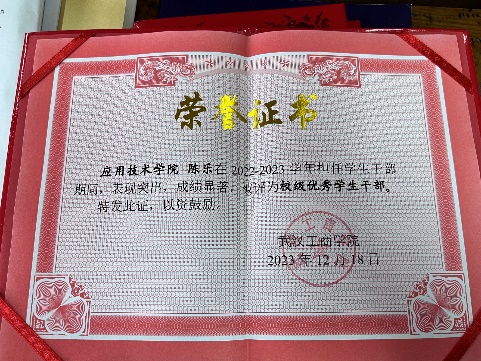 荣誉证书
应用技术学院 陈乐在 2022-2023 学年担任学生干部
期间，表现突出，成绩显著，被评为校级优秀学生干部。
特发此证，以资鼓励。
武汉工商学院
2023 年 12 月 18 日